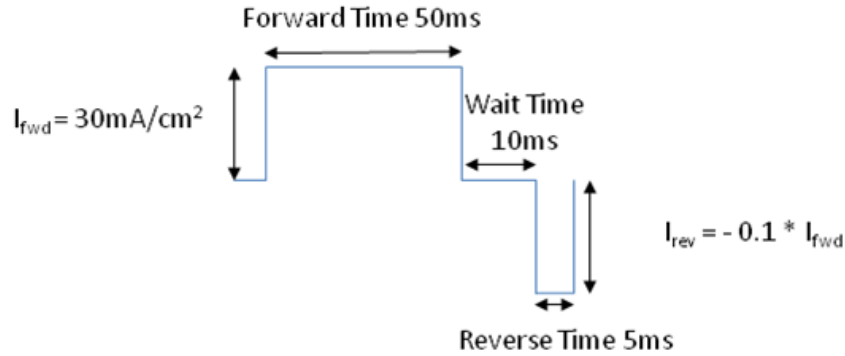 Forward Time 50ms
Ifwd = 30mA/cm²
Wait Time
10ms
Irev = - 0.1 * Ifwd
Reverse Time 5ms